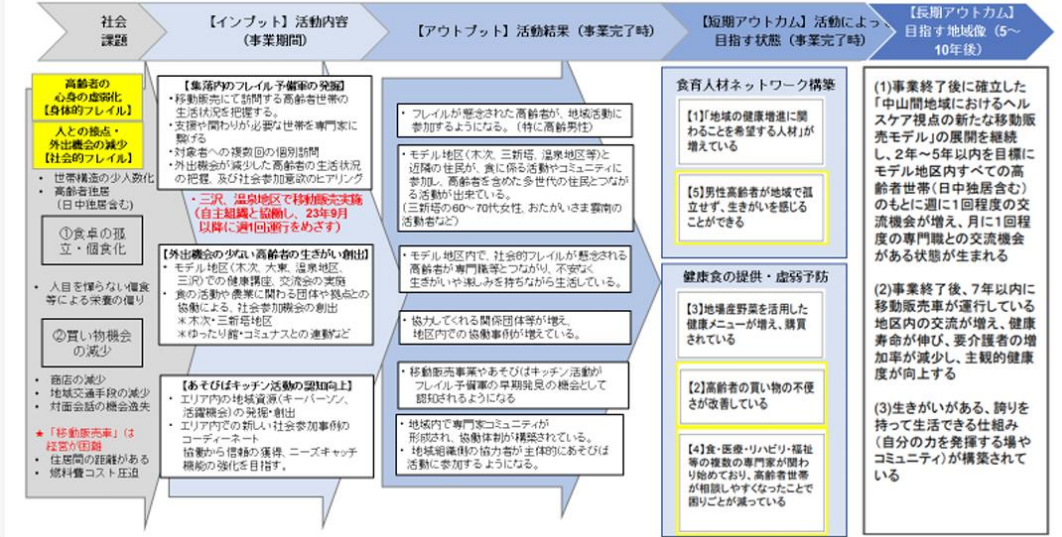 社会
課題
【インプット】活動内容
(事業期間)
【アウトプット】活動結果(事業完了時)
【短期アウトカム】活動によって
目指す状態(事業完了時)
【長期アウトカム】
目指す地域像(5～
10年後)
高齢者の
心身の虚弱化
【身体的フレイル】
人との接点・
外出機会の減少
【社会的フレイル】
• 世帯構造の少人数化
• 高齢者独居
(日中独居含む)
①食卓の孤
立・個食化
• 人目を憚らない偏食
等による栄養の偏り
②買い物機会
の減少
• 商店の減少
• 地域交通手段の減少
• 対面会話の機会逸失
★「移動販売車」は
経営が困難
• 住居間の距離がある
• 燃料費コスト圧迫
【集落内のフレイル予備軍の発掘】
•移動販売にて訪問する高齢者世帯の
生活状況を把握する。
•支援や関わりが必要な世帯を専門家に
繋げる
•対象者への複数回の個別訪問
•外出機会が減少した高齢者の生活状況
の把握、及び社会参加意欲のヒアリング
・三沢、温泉地区で移動販売実施
(自主組織と協働し、23年9月
以降に週1回運行をめざす)
【外出機会の少ない高齢者の生きがい創出】
• モデル地区(木次、大東、温泉地区、
三沢)での健康講座、交流会の実施
• 食の活動や農業に関わる団体や拠点との
協働による、社会参加機会の創出
＊木次・三新塔地区
＊ゆったり館・コミュナスとの連動など
【あそびばキッチン活動の認知向上】
• エリア内の地域資源(キーパーソン、
活躍機会)の発掘・創出
• エリア内での新しい社会参加事例の
コーディーネート
協働から信頼の獲得、ニーズキャッチ
機能の強化を目指す。
• フレイルが懸念された高齢者が、地域活動に
参加するようになる。(特に高齢男性)
• モデル地区(木次、三新塔、温泉地区等)と
近隣の住民が、食に係る活動やコミュニティに
参加し、高齢者を含めた多世代の住民とつなが
る活動が出来ている。
(三新塔の60～70代女性、おたがいさま雲南の
活動者など)
• モデル地区内で、社会的フレイルが懸念される
高齢者が専門職等とつながり、不安なく
生きがいや楽しみを持ちながら生活している。
• 協力してくれる関係団体等が増え、
地区内での協働事例が増えている。
• 移動販売事業やあそびばキッチン活動が
フレイル予備軍の早期発見の機会として
認知されるようになる
• 地域内で専門家コミュニティが
形成され、協働体制が構築されている。
• 地域組織側の協力者が主体的にあそびば
活動に参加するようになる。
食育人材ネットワーク構築
【1】「地域の健康増進に関
わることを希望する人材」が
増えている
【5】男性高齢者が地域で孤
立せず、生きがいを感じる
ことができる
健康食の提供・虚弱予防
【3】地場産野菜を活用した
健康メニューが増え、購買
されている
【2】高齢者の買い物の不便
さが改善している
【4】食・医療・リハビリ・福祉
等の複数の専門家が関わ
り始めており、高齢者世帯
が相談しやすくなったことで
困りごとが減っている
(1)事業終了後に確立した
「中山間地域におけるヘル
スケア視点の新たな移動販
売モデル」の展開を継続
し、2年～5年以内を目標に
モデル地区内すべての高
齢者世帯(日中独居含む)
のもとに週に1回程度の交
流機会が増え、月に1回程
度の専門職との交流機会
がある状態が生まれる
(2)事業終了後、7年以内に
移動販売車が運行している
地区内の交流が増え、健康
寿命が伸び、要介護者の増
加率が減少し、主観的健康
度が向上する
(3)生きがいがある、誇りを
持って生活できる仕組み
(自分の力を発揮する場や
コミュニティ)が構築されて
いる